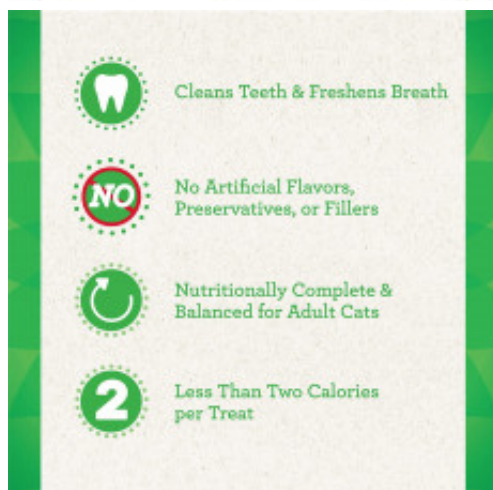 Cleans Teeth & Freshens Breath
NO
No Artificial Flavors,
Preservatives, or Fillers
Nutritionally Complete &
Balanced for Adult Cats
2
Less Than Two Calories
per Treat